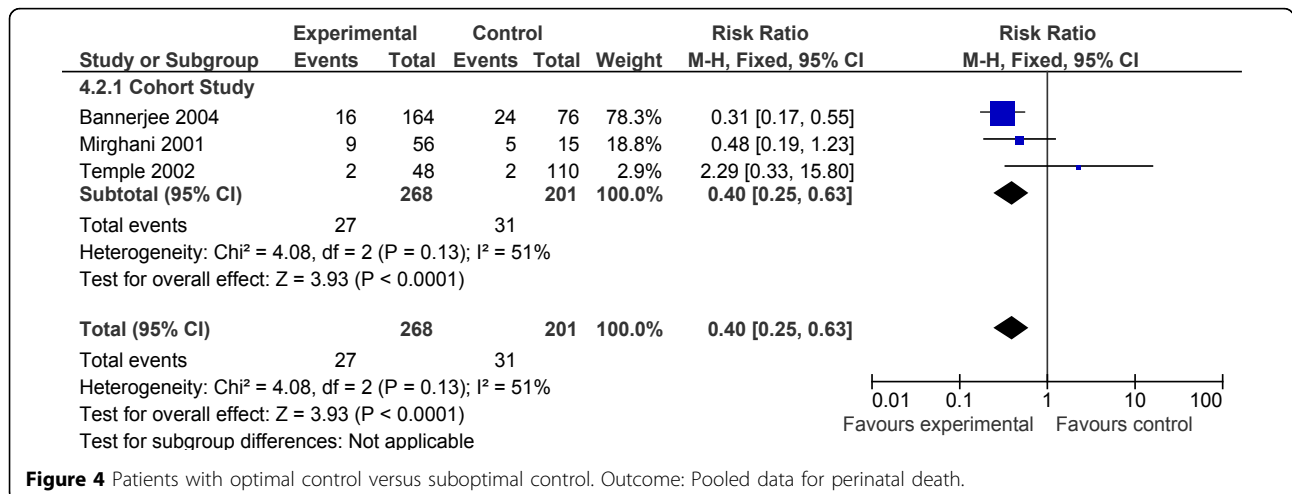 Experimental Control Risk Ratio Risk Ratio
Study or Subgroup Events Total Events Total Weight M-H, Fixed, 95% CI M-H, Fixed, 95% CI
4.2.1 Cohort Study
Bannerjee 2004 16 164 24 76 78.3% 0.31 [0.17, 0.55]
Mirghani 2001 9 56 5 15 18.8% 0.48 [0.19, 1.23]
Temple 2002 2 48 2 110 2.9% 2.29 [0.33, 15.80]
Subtotal (95% CI) 268 201 100.0% 0.40 [0.25, 0.63]
Total events 27 31
Heterogeneity: Chi² = 4.08, df = 2 (P = 0.13); I² = 51%
Test for overall effect: Z = 3.93 (P < 0.0001)
Total (95% CI) 268 201 100.0% 0.40 [0.25, 0.63]
Total events 27 31
Heterogeneity: Chi² = 4.08, df = 2 (P = 0.13); I² = 51%
Test for overall effect: Z = 3.93 (P < 0.0001)
Test for subgroup differences: Not applicable
0.01 0.1 1 10 100
Favours experimental Favours control
Figure 4 Patients with optimal control versus suboptimal control. Outcome: Pooled data for perinatal death.